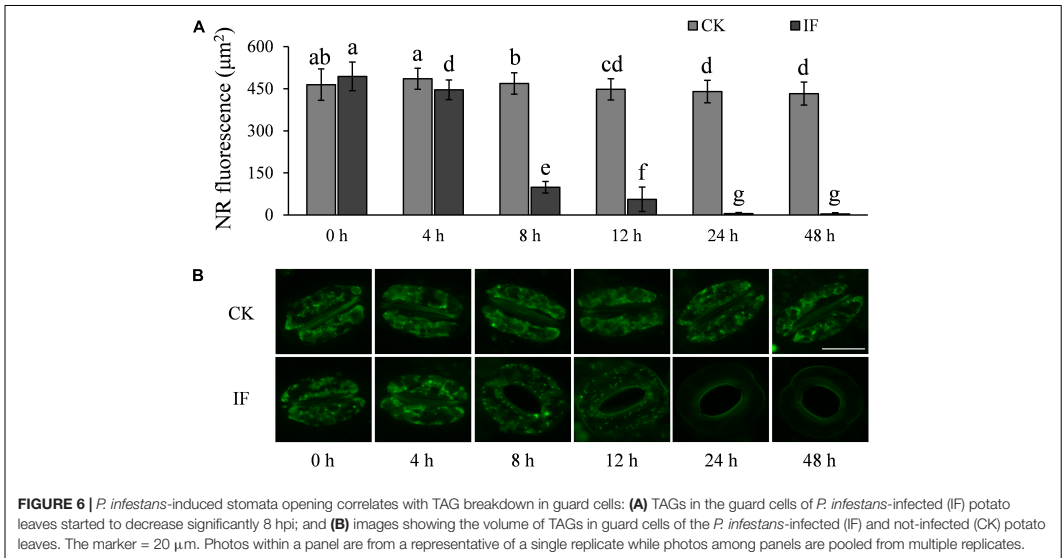 A
CK IF
NR fluorescence (μm²)
600
450
300
150
0
ab a a d b e cd f d g d g
0 h 4 h 8 h 12 h 24 h 48 h
B
CK
IF
0 h 4 h 8 h 12 h 24 h 48 h
FIGURE 6 | P. infestans-induced stomata opening correlates with TAG breakdown in guard cells: (A) TAGs in the guard cells of P. infestans-infected (IF) potato
leaves started to decrease significantly 8 hpi; and (B) images showing the volume of TAGs in guard cells of the P. infestans-infected (IF) and not-infected (CK) potato
leaves. The marker = 20 μm. Photos within a panel are from a representative of a single replicate while photos among panels are pooled from multiple replicates.